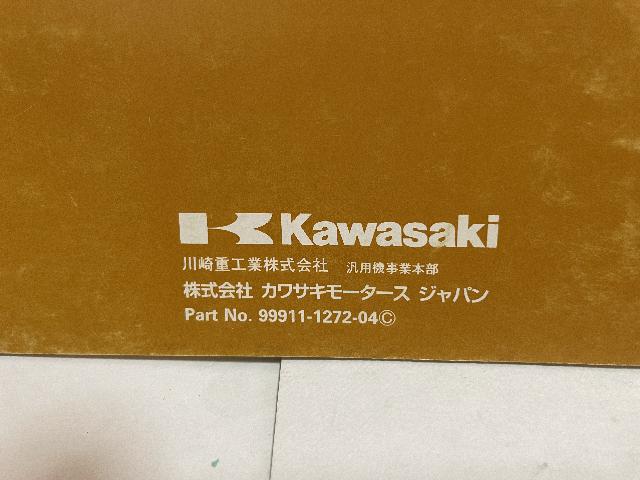 Kawasaki
川崎重工業株式会社 汎用機事業本部
株式会社 カワサキモータース ジャパン
Part No. 99911-1272-04Ⓒ